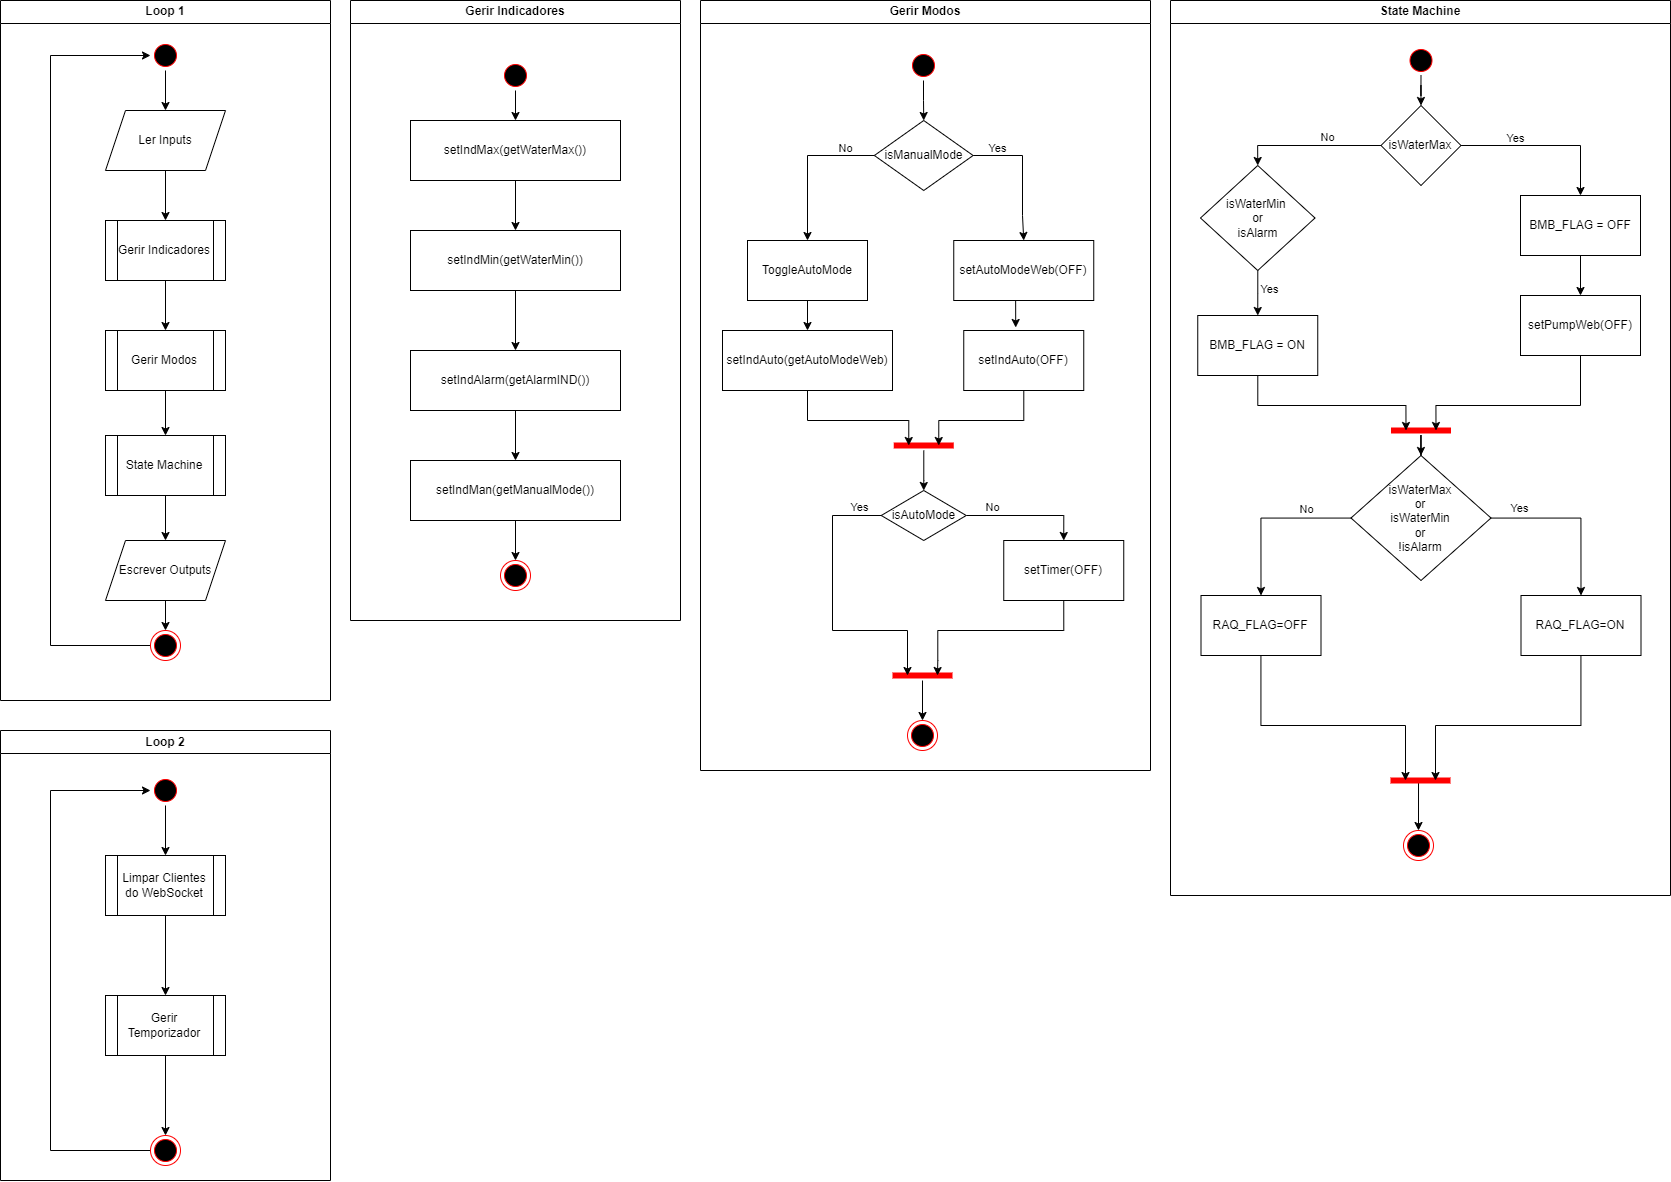 Loop 1
Ler Inputs
Gerir Indicadores
Gerir Modos
State Machine
Escrever Outputs
Gerir Indicadores
setIndMax(getWaterMax())
setIndMin(getWaterMin())
setIndAlarm(getAlarmIND())
setIndMan(getManualMode())
Gerir Modos
isManualMode
No
Yes
ToggleAutoMode
setAutoModeWeb(OFF)
setIndAuto(getAutoModeWeb)
setIndAuto(OFF)
isAutoMode
Yes
No
setTimer(OFF)
State Machine
isWaterMax
No
Yes
isWaterMin
or
isAlarm
BMB_FLAG = OFF
Yes
BMB_FLAG = ON
setPumpWeb(OFF)
isWaterMax
or
isWaterMin
or
!isAlarm
No
Yes
RAQ_FLAG=OFF
RAQ_FLAG=ON
Loop 2
Limpar Clientes
do WebSocket
Gerir
Temporizador